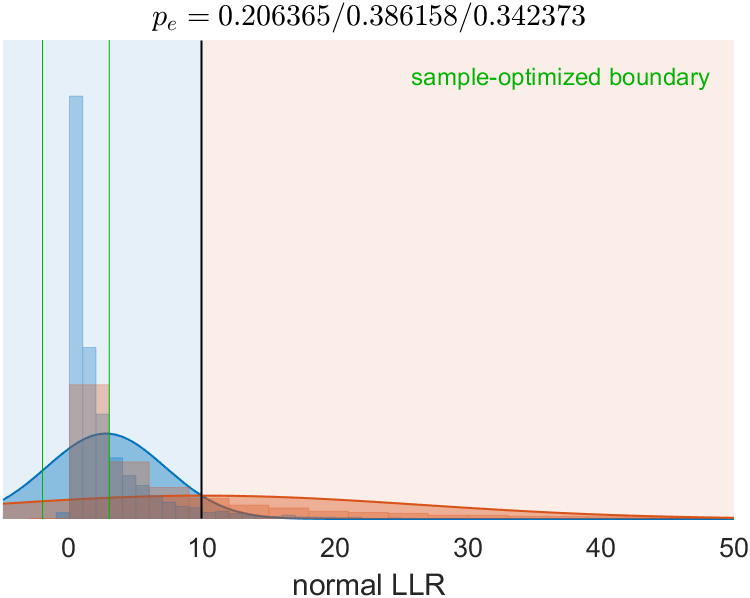 p_e = 0.206365/0.386158/0.342373
sample-optimized boundary
0 10 20 30 40 50
normal LLR